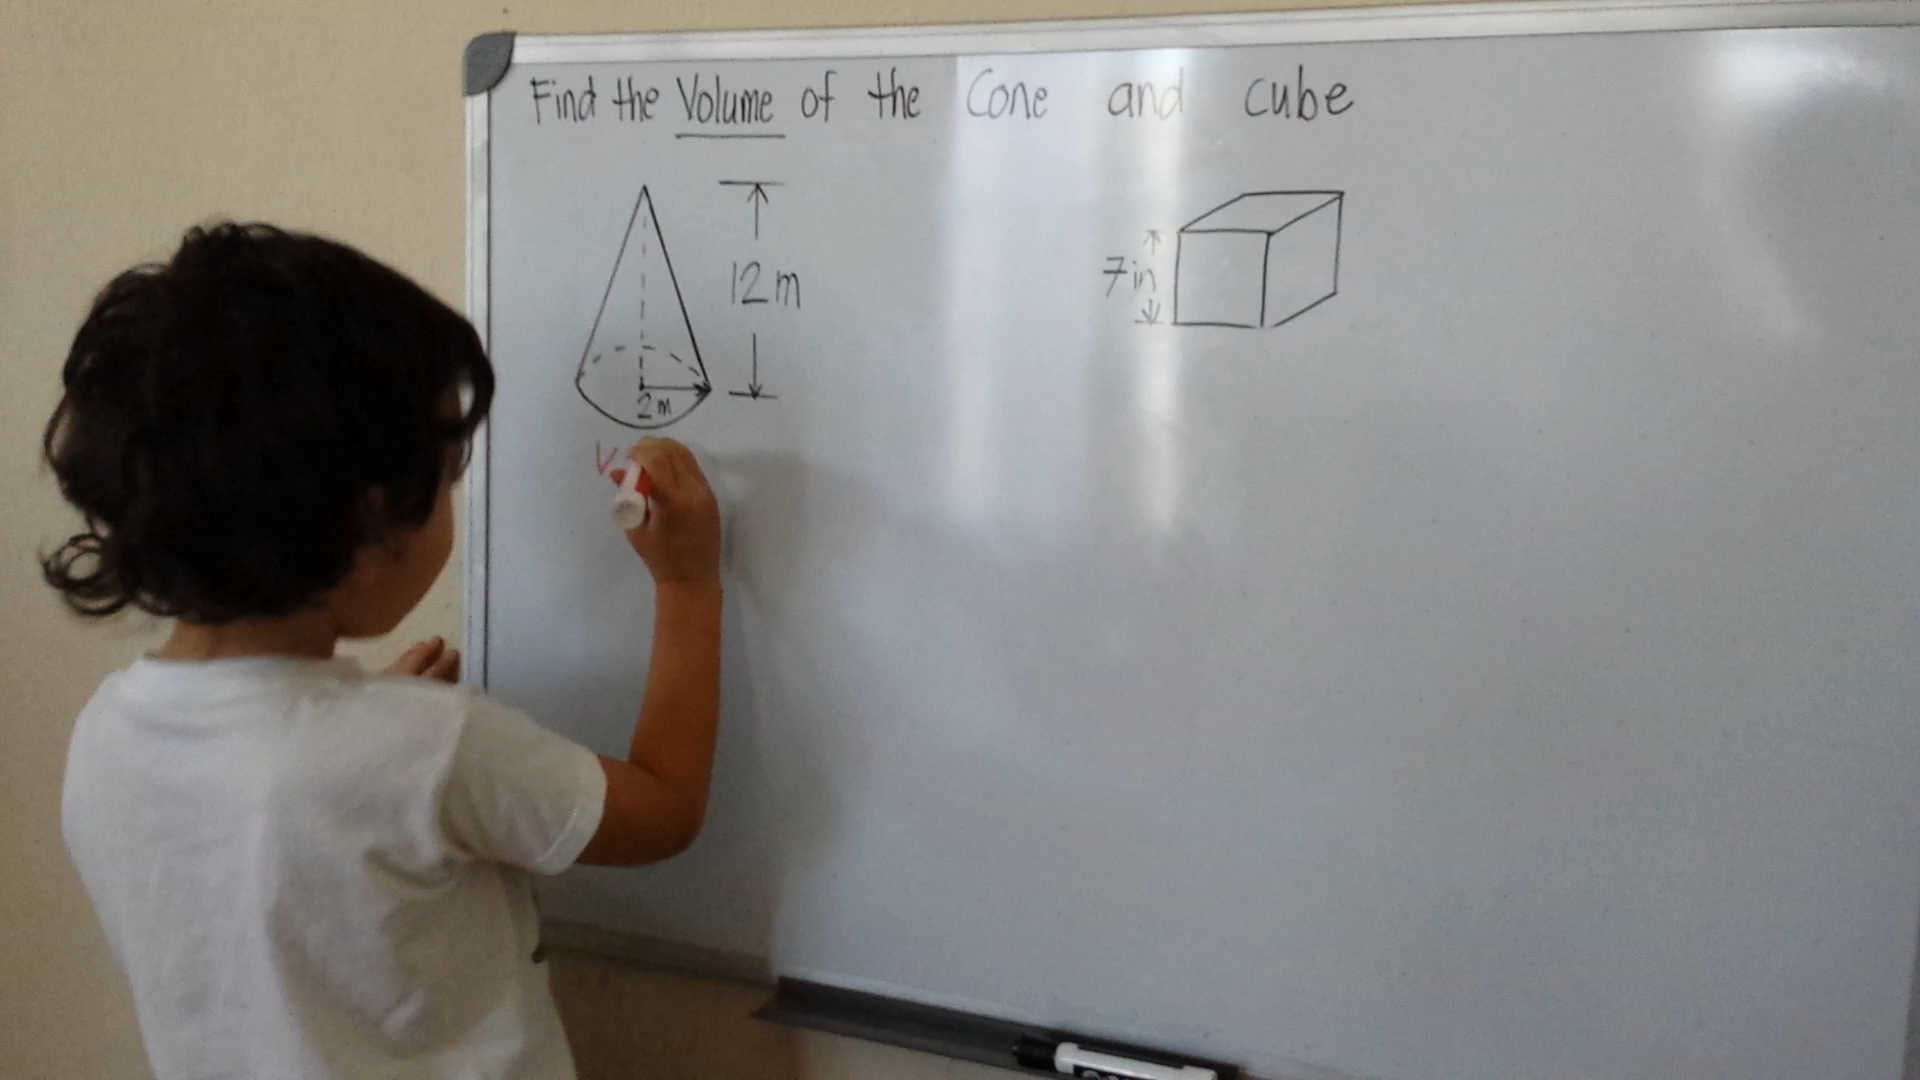 Find the Volume of the Cone and cube
12 m
7 in
2 m
V